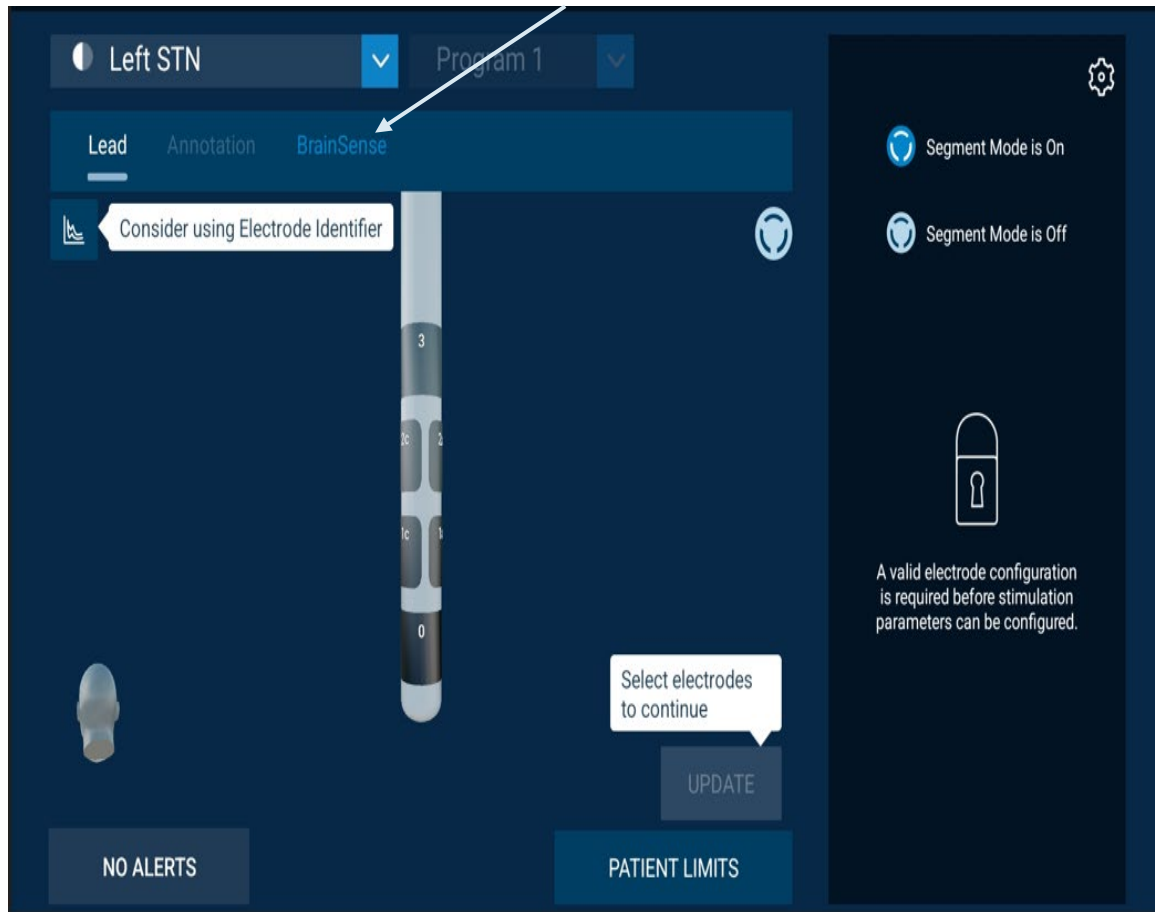 Left STN
Program 1
Lead
Annotation
BrainSense
Consider using Electrode Identifier
Segment Mode is On
Segment Mode is Off
3
2c
1c
0
A valid electrode configuration
is required before stimulation
parameters can be configured.
Select electrodes
to continue
UPDATE
NO ALERTS
PATIENT LIMITS